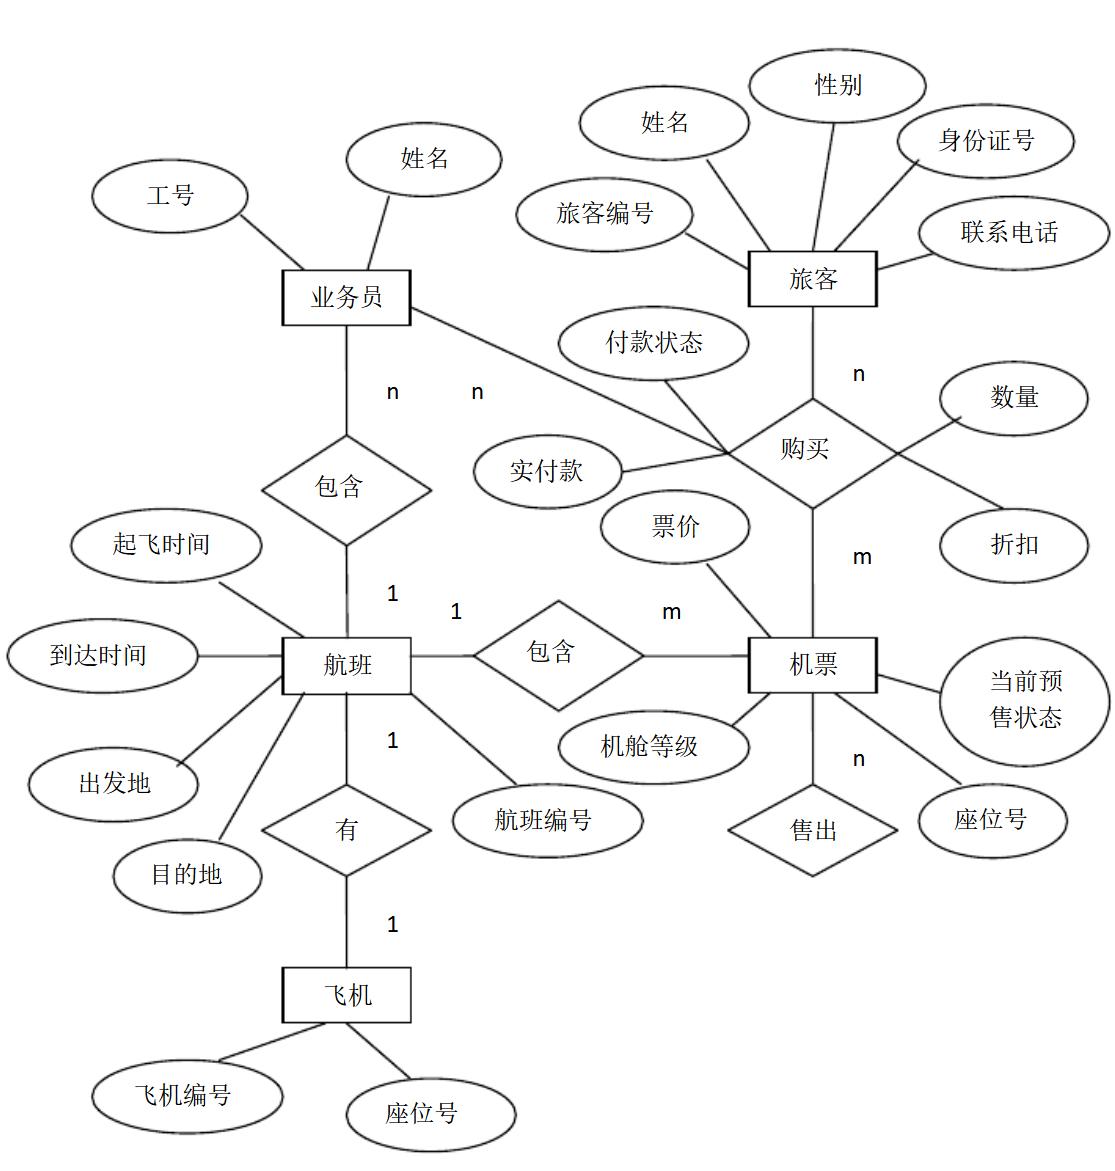 性别
姓名
身份证号
姓名
工号
旅客编号
联系电话
旅客
业务员
付款状态
n
数量
n
n
购买
实付款
包含
票价
起飞时间
折扣
m
1
1
m
到达时间
航班
包含
机票
当前预
售状态
1
机舱等级
n
出发地
航班编号
座位号
有
售出
目的地
1
飞机
飞机编号
座位号